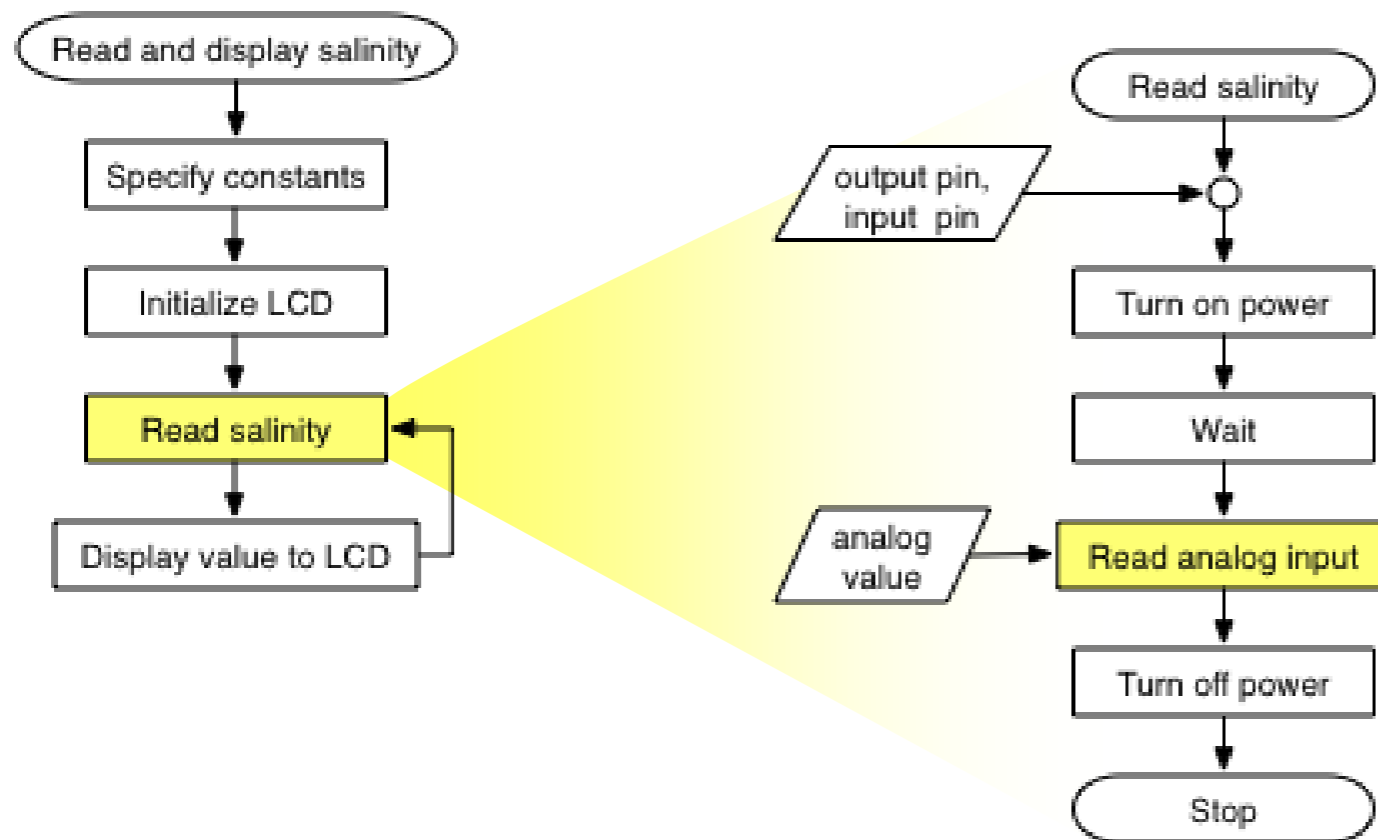 Read and display salinity
Specify constants
Initialize LCD
Read salinity
Display value to LCD
Read salinity
output pin,
input pin
Turn on power
Wait
analog
value
Read analog input
Turn off power
Stop